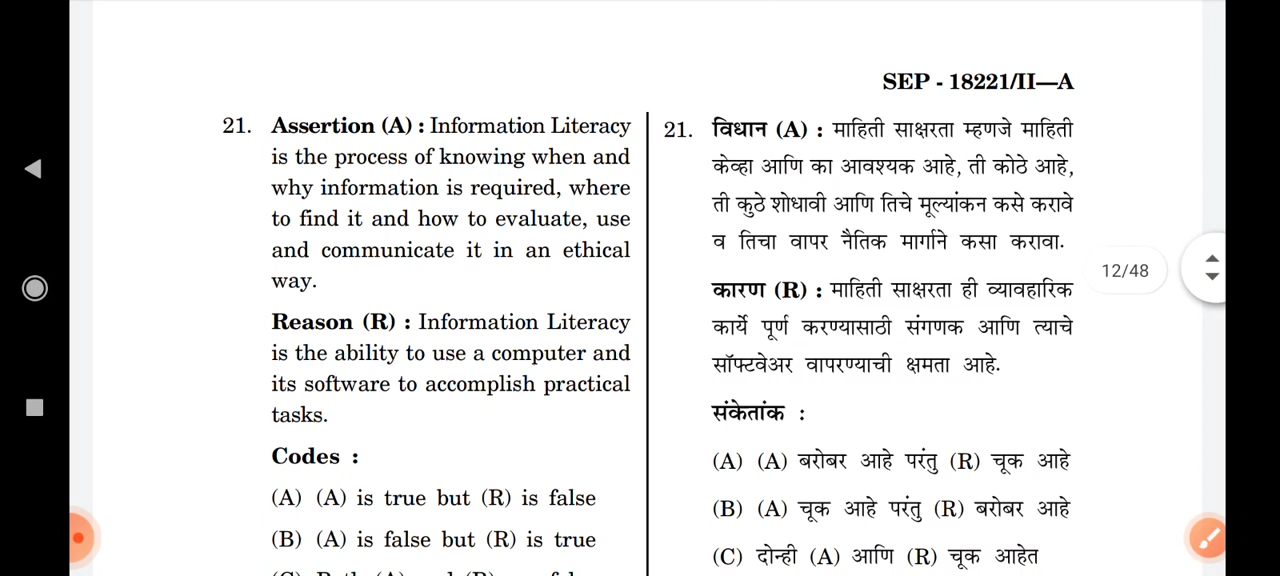 SEP - 18221/II—A
21. Assertion (A) : Information Literacy
is the process of knowing when and
why information is required, where
to find it and how to evaluate, use
and communicate it in an ethical
way.
Reason (R) : Information Literacy
is the ability to use a computer and
its software to accomplish practical
tasks.
Codes :
(A) (A) is true but (R) is false
(B) (A) is false but (R) is true
21. विधान (A) : माहिती साक्षरता म्हणजे माहिती
केव्हा आणि का आवश्यक आहे, ती कोठे आहे,
ती कुठे शोधावी आणि तिचे मूल्यांकन कसे करावे
व तिचा वापर नैतिक मार्गाने कसा करावा.
कारण (R) : माहिती साक्षरता ही व्यावहारिक
कार्ये पूर्ण करण्यासाठी संगणक आणि त्याचे
सॉफ्टवेअर वापरण्याची क्षमता आहे.
संकेतांक :
(A) (A) बरोबर आहे परंतु (R) चूक आहे
(B) (A) चूक आहे परंतु (R) बरोबर आहे
(C) दोन्ही (A) आणि (R) चूक आहेत
12/48